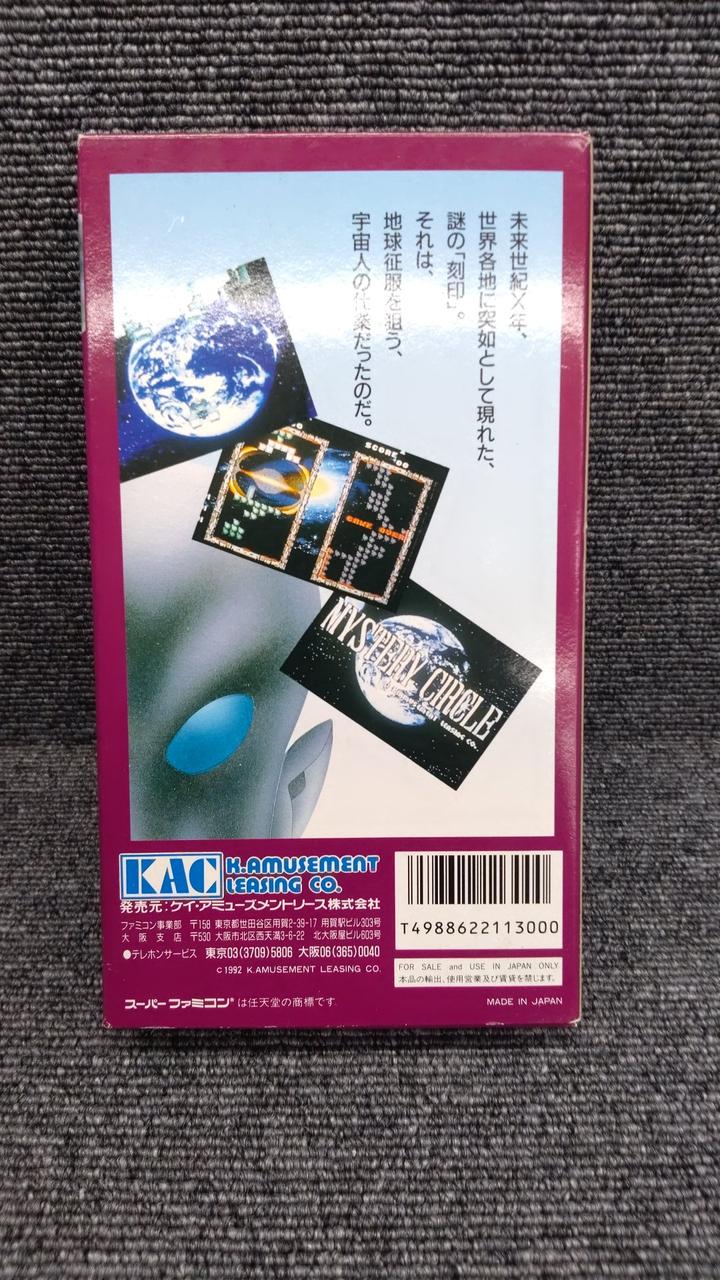 未来世紀X年、
世界各地に突如として現れた、
謎の「刻印」。
それは、
地球征服を狙う、
宇宙人の仕業だったのだ。
SCORE
GAME OVER
MYSTERY CIRCLE
LEASING CO.
KAC K.AMUSEMENT
LEASING CO.
発売元:ケイ・アミューズメントリース株式会社
ファミコン事業部 〒158 東京都世田谷区用賀2-39-17 用賀駅ビル303号
大阪支店 〒530 大阪市北区西天満3-6-22 北大阪屋ビル603号
●テレホンサービス 東京03(3709)5806 大阪06(365)0040
©1992 K.AMUSEMENT LEASING CO.
スーパーファミコン®は任天堂の商標です
T4988622113000
FOR SALE and USE IN JAPAN ONLY
本品の輸出、使用営業及び賃貸を禁じます。
MADE IN JAPAN